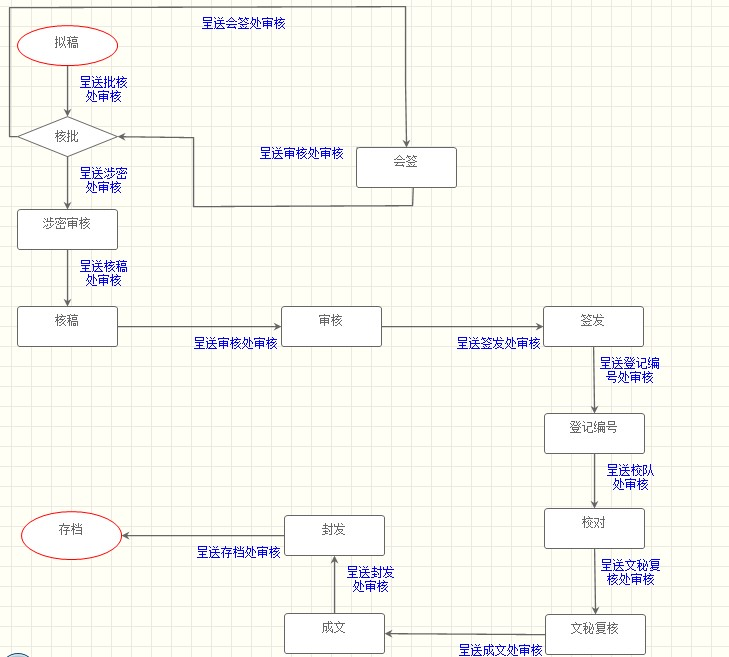 呈送会签处审核
拟稿
呈送批核
处审核
核批
呈送审核处审核
会签
呈送涉密
处审核
涉密审核
呈送核稿
处审核
核稿
呈送审核处审核
审核
呈送签发处审核
签发
呈送登记编
号处审核
登记编号
呈送校队
处审核
校对
呈送文秘复
核处审核
文秘复核
呈送成文处审核
成文
呈送封发
处审核
封发
呈送存档处审核
存档